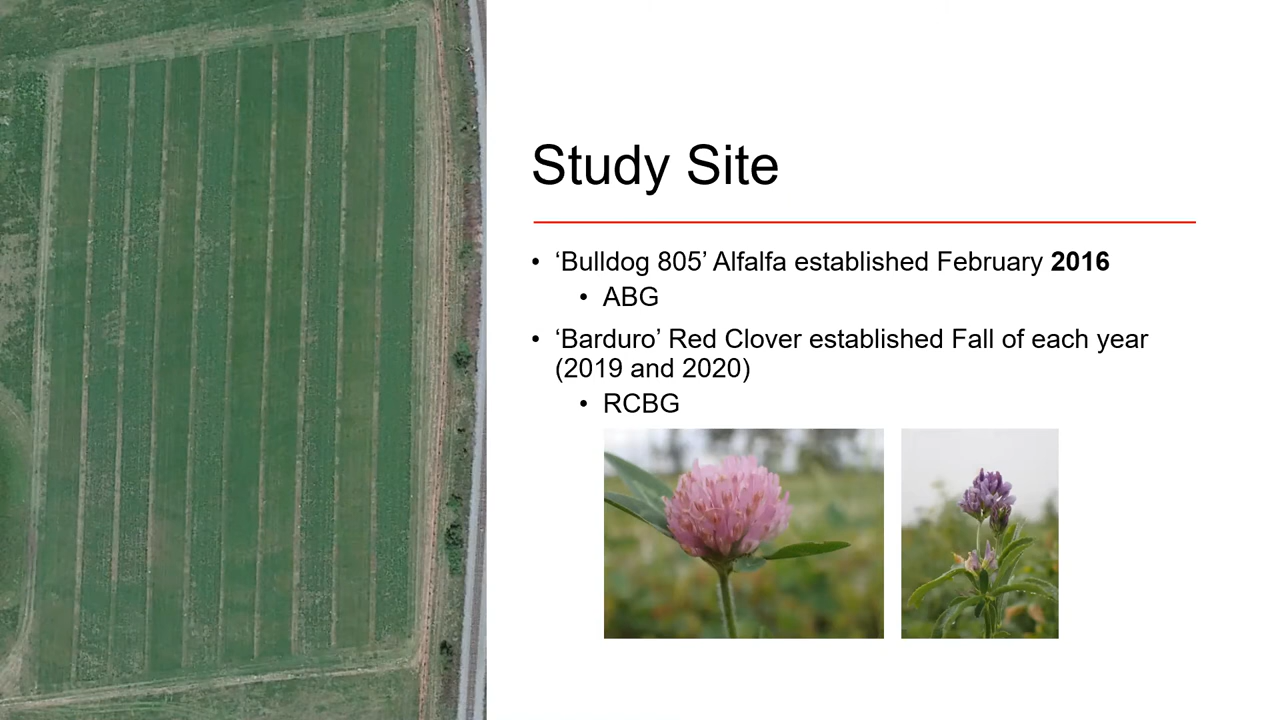 Study Site
• ‘Bulldog 805’ Alfalfa established February 2016
• ABG
• ‘Barduro’ Red Clover established Fall of each year
(2019 and 2020)
• RCBG